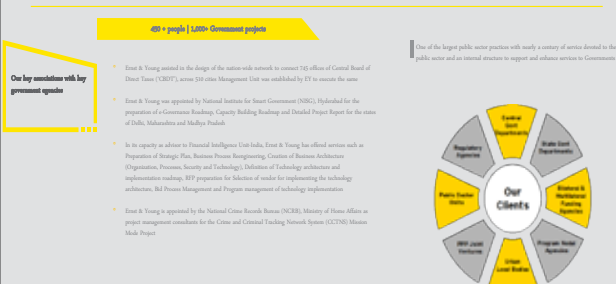 450 + people | 1,000+ Government projects
Our key associations with key
government agencies
Ernst & Young assisted in the design of the nation-wide network to connect 745 offices of Central Board of
Direct Taxes ('CBDT'), across 510 cities Management Unit was established by EY to execute the same
Ernst & Young was appointed by National Institute for Smart Government (NISG), Hyderabad for the
preparation of e-Governance Roadmap, Capacity Building Roadmap and Detailed Project Report for the states
of Delhi, Maharashtra and Madhya Pradesh
In its capacity as advisor to Financial Intelligence Unit India, Ernst & Young has offered services such as
Preparation of Strategic Plan, Business Process Reengineering, Creation of Business Architecture
(Organisation, Processes, Security and Technology), Definition of Technology architecture and
implementation roadmap, RFP preparation for Selection of vendor for implementing the technology
architecture, Bid Process Management and Program management of technology implementation
Ernst & Young is appointed by the National Crime Records Bureau (NCRB), Ministry of Home Affairs as
project management consultants for the Crime and Criminal Tracking Network System (CCTNS) Mission
Mode Project
One of the largest public sector practices with nearly a century of service devoted to the
public sector and an internal structure to support and enhance services to Governments
Central
Govt
Departments
State Govt
Departments
Bilateral &
Multilateral
Funding
Agencies
Program Nodal
Agencies
Urban
Local Bodies
PPP Joint
Ventures
Public Sector
Units
Regulatory
Agencies
Our
Clients